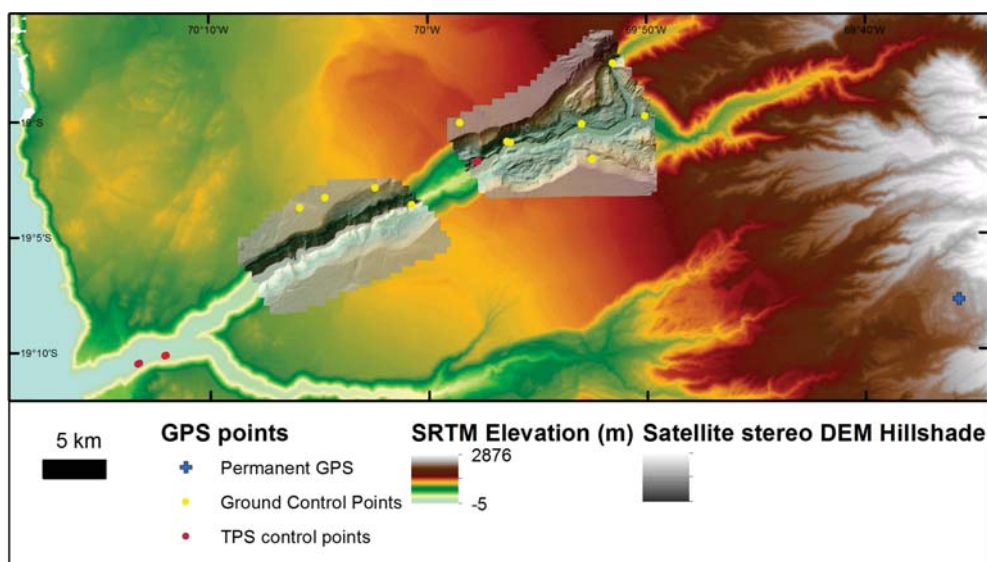 70°10'W 70°W 69°50'W 69°40'W
19°S
19°5'S
19°10'S
5 km
GPS points
Permanent GPS
Ground Control Points
TPS control points
SRTM Elevation (m)
2876
-5
Satellite stereo DEM Hillshade